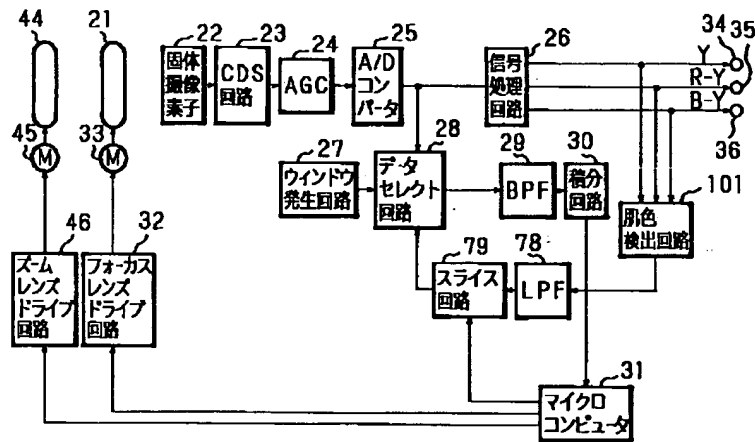 44
21
22
23
24
25
26
34
35
固体
撮像
素子
CDS
回路
AGC
A/D
コン
バータ
信号
処理
回路
Y
R-Y
B-Y
36
45
M
33
M
27
ウィンドウ
発生回路
28
データ
セレクト
回路
29
BPF
30
積分
回路
101
肌色
検出回路
46
ズーム
レンズ
ドライブ
回路
32
フォーカス
レンズ
ドライブ
回路
79
スライス
回路
78
LPF
31
マイクロ
コンピュータ